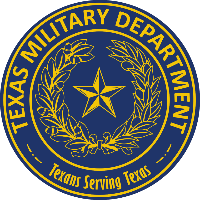 TEXAS MILITARY DEPARTMENT
Texans Serving Texas